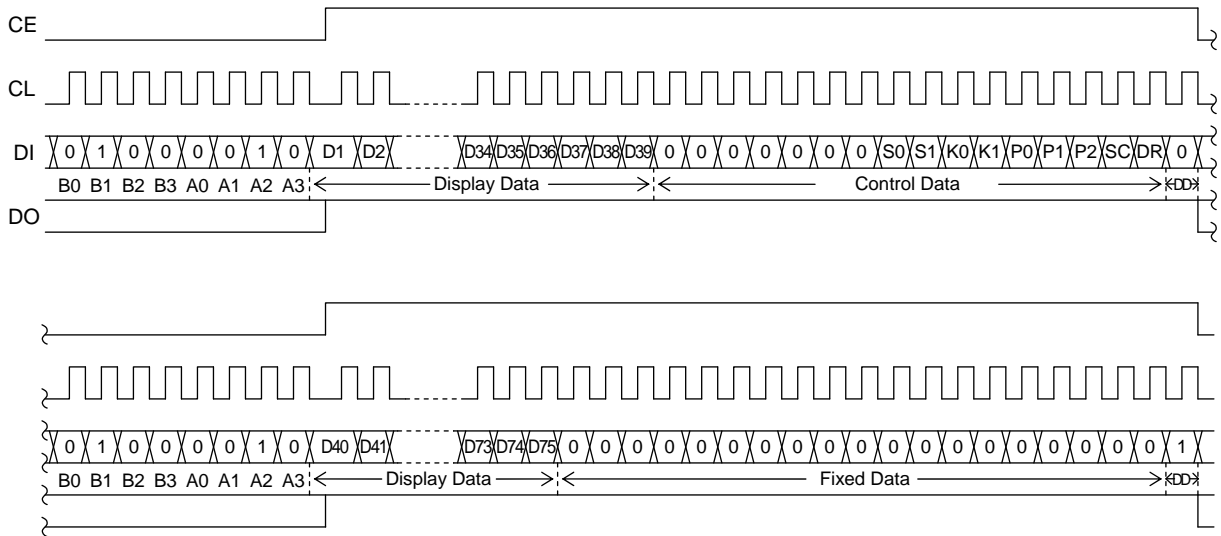 CE
CL
DI 0 1 0 0 0 0 1 0 D1 D2 D34 D35 D36 D37 D38 D39 0 0 0 0 0 0 0 S0 S1 K0 K1 P0 P1 P2 SC DR 0
B0 B1 B2 B3 A0 A1 A2 A3 Display Data Control Data DD
DO
0 1 0 0 0 0 1 0 D40 D41 D73 D74 D75 0 0 0 0 0 0 0 0 0 0 0 0 0 0 0 0 0 0 0 1
B0 B1 B2 B3 A0 A1 A2 A3 Display Data Fixed Data DD